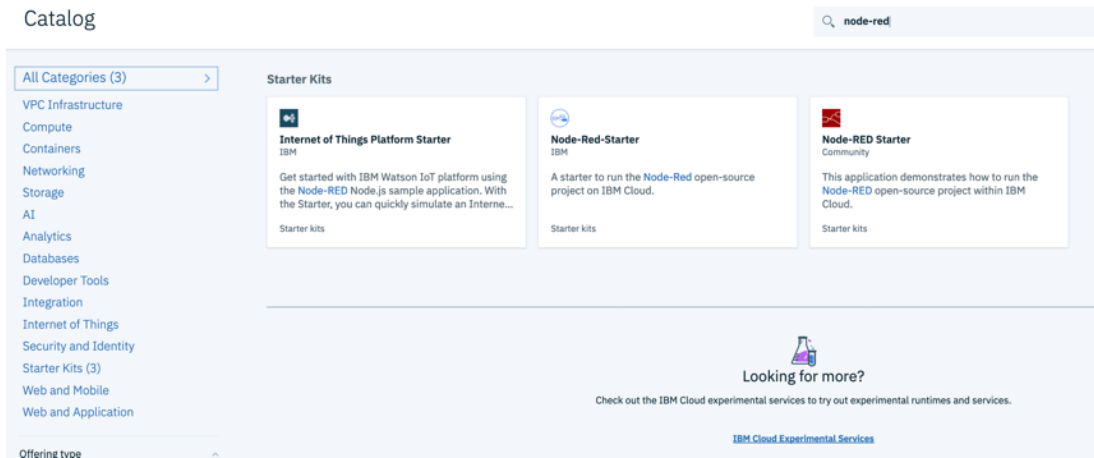 Catalog
node-red
All Categories (3)
VPC Infrastructure
Compute
Containers
Networking
Storage
AI
Analytics
Databases
Developer Tools
Integration
Internet of Things
Security and Identity
Starter Kits (3)
Web and Mobile
Web and Application
Offering type
Starter Kits
Internet of Things Platform Starter
IBM
Get started with IBM Watson IoT platform using
the Node-RED Node.js sample application. With
the Starter, you can quickly simulate an Interne...
Starter kits
Node-Red-Starter
IBM
A starter to run the Node-Red open-source
project on IBM Cloud.
Starter kits
Node-RED Starter
Community
This application demonstrates how to run the
Node-RED open-source project within IBM
Cloud.
Starter kits
Looking for more?
Check out the IBM Cloud experimental services to try out experimental runtimes and services.
IBM Cloud Experimental Services